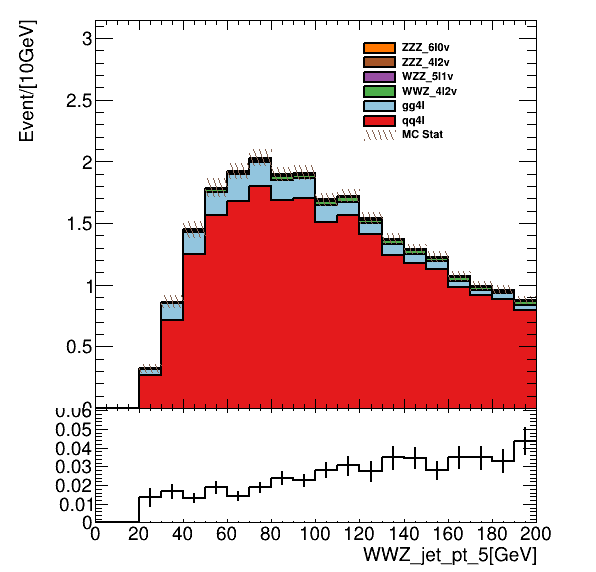 Event/[10GeV]
3
2.5
2
1.5
1
0.5
0
ZZZ_6l0v
ZZZ_4l2v
WZZ_5l1v
WWZ_4l2v
gg4l
qq4l
MC Stat
0.06
0.05
0.04
0.03
0.02
0.01
0
0 20 40 60 80 100 120 140 160 180 200
WWZ_jet_pt_5[GeV]